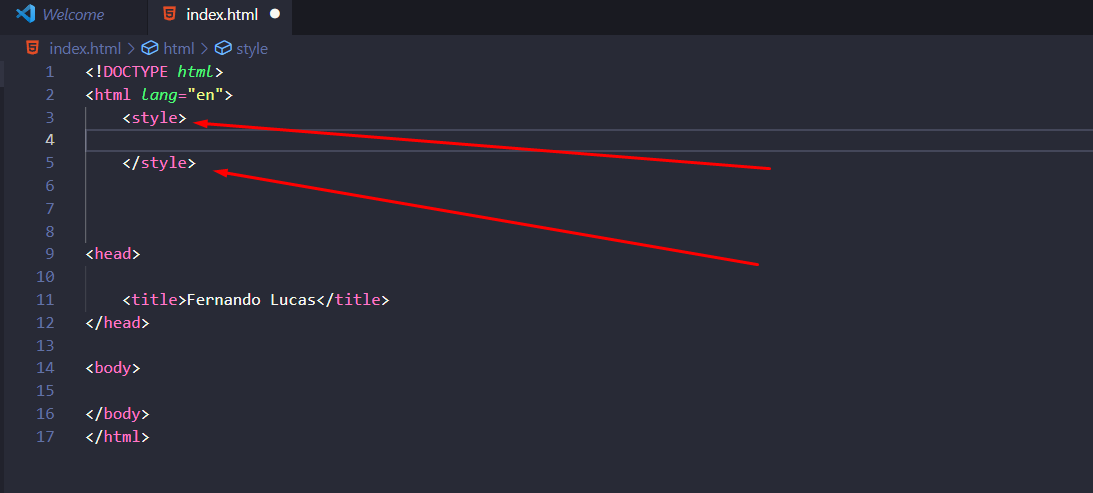 Welcome index.html
index.html > html > style
1 <!DOCTYPE html>
2 <html lang="en">
3 <style>
4
5 </style>
6
7
8
9 <head>
10
11 <title>Fernando Lucas</title>
12 </head>
13
14 <body>
15
16 </body>
17 </html>